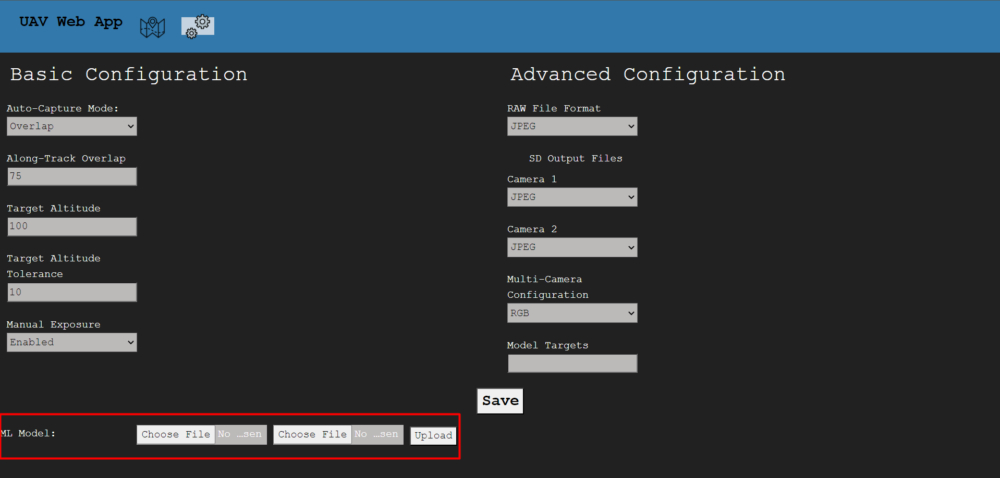 UAV Web App
Basic Configuration
Auto-Capture Mode:
Overlap
Along-Track Overlap
75
Target Altitude
100
Target Altitude
Tolerance
10
Manual Exposure
Enabled
Advanced Configuration
RAW File Format
JPEG
SD Output Files
Camera 1
JPEG
Camera 2
JPEG
Multi-Camera
Configuration
RGB
Model Targets
Save
ML Model:
Choose File No …sen
Choose File No …sen
Upload